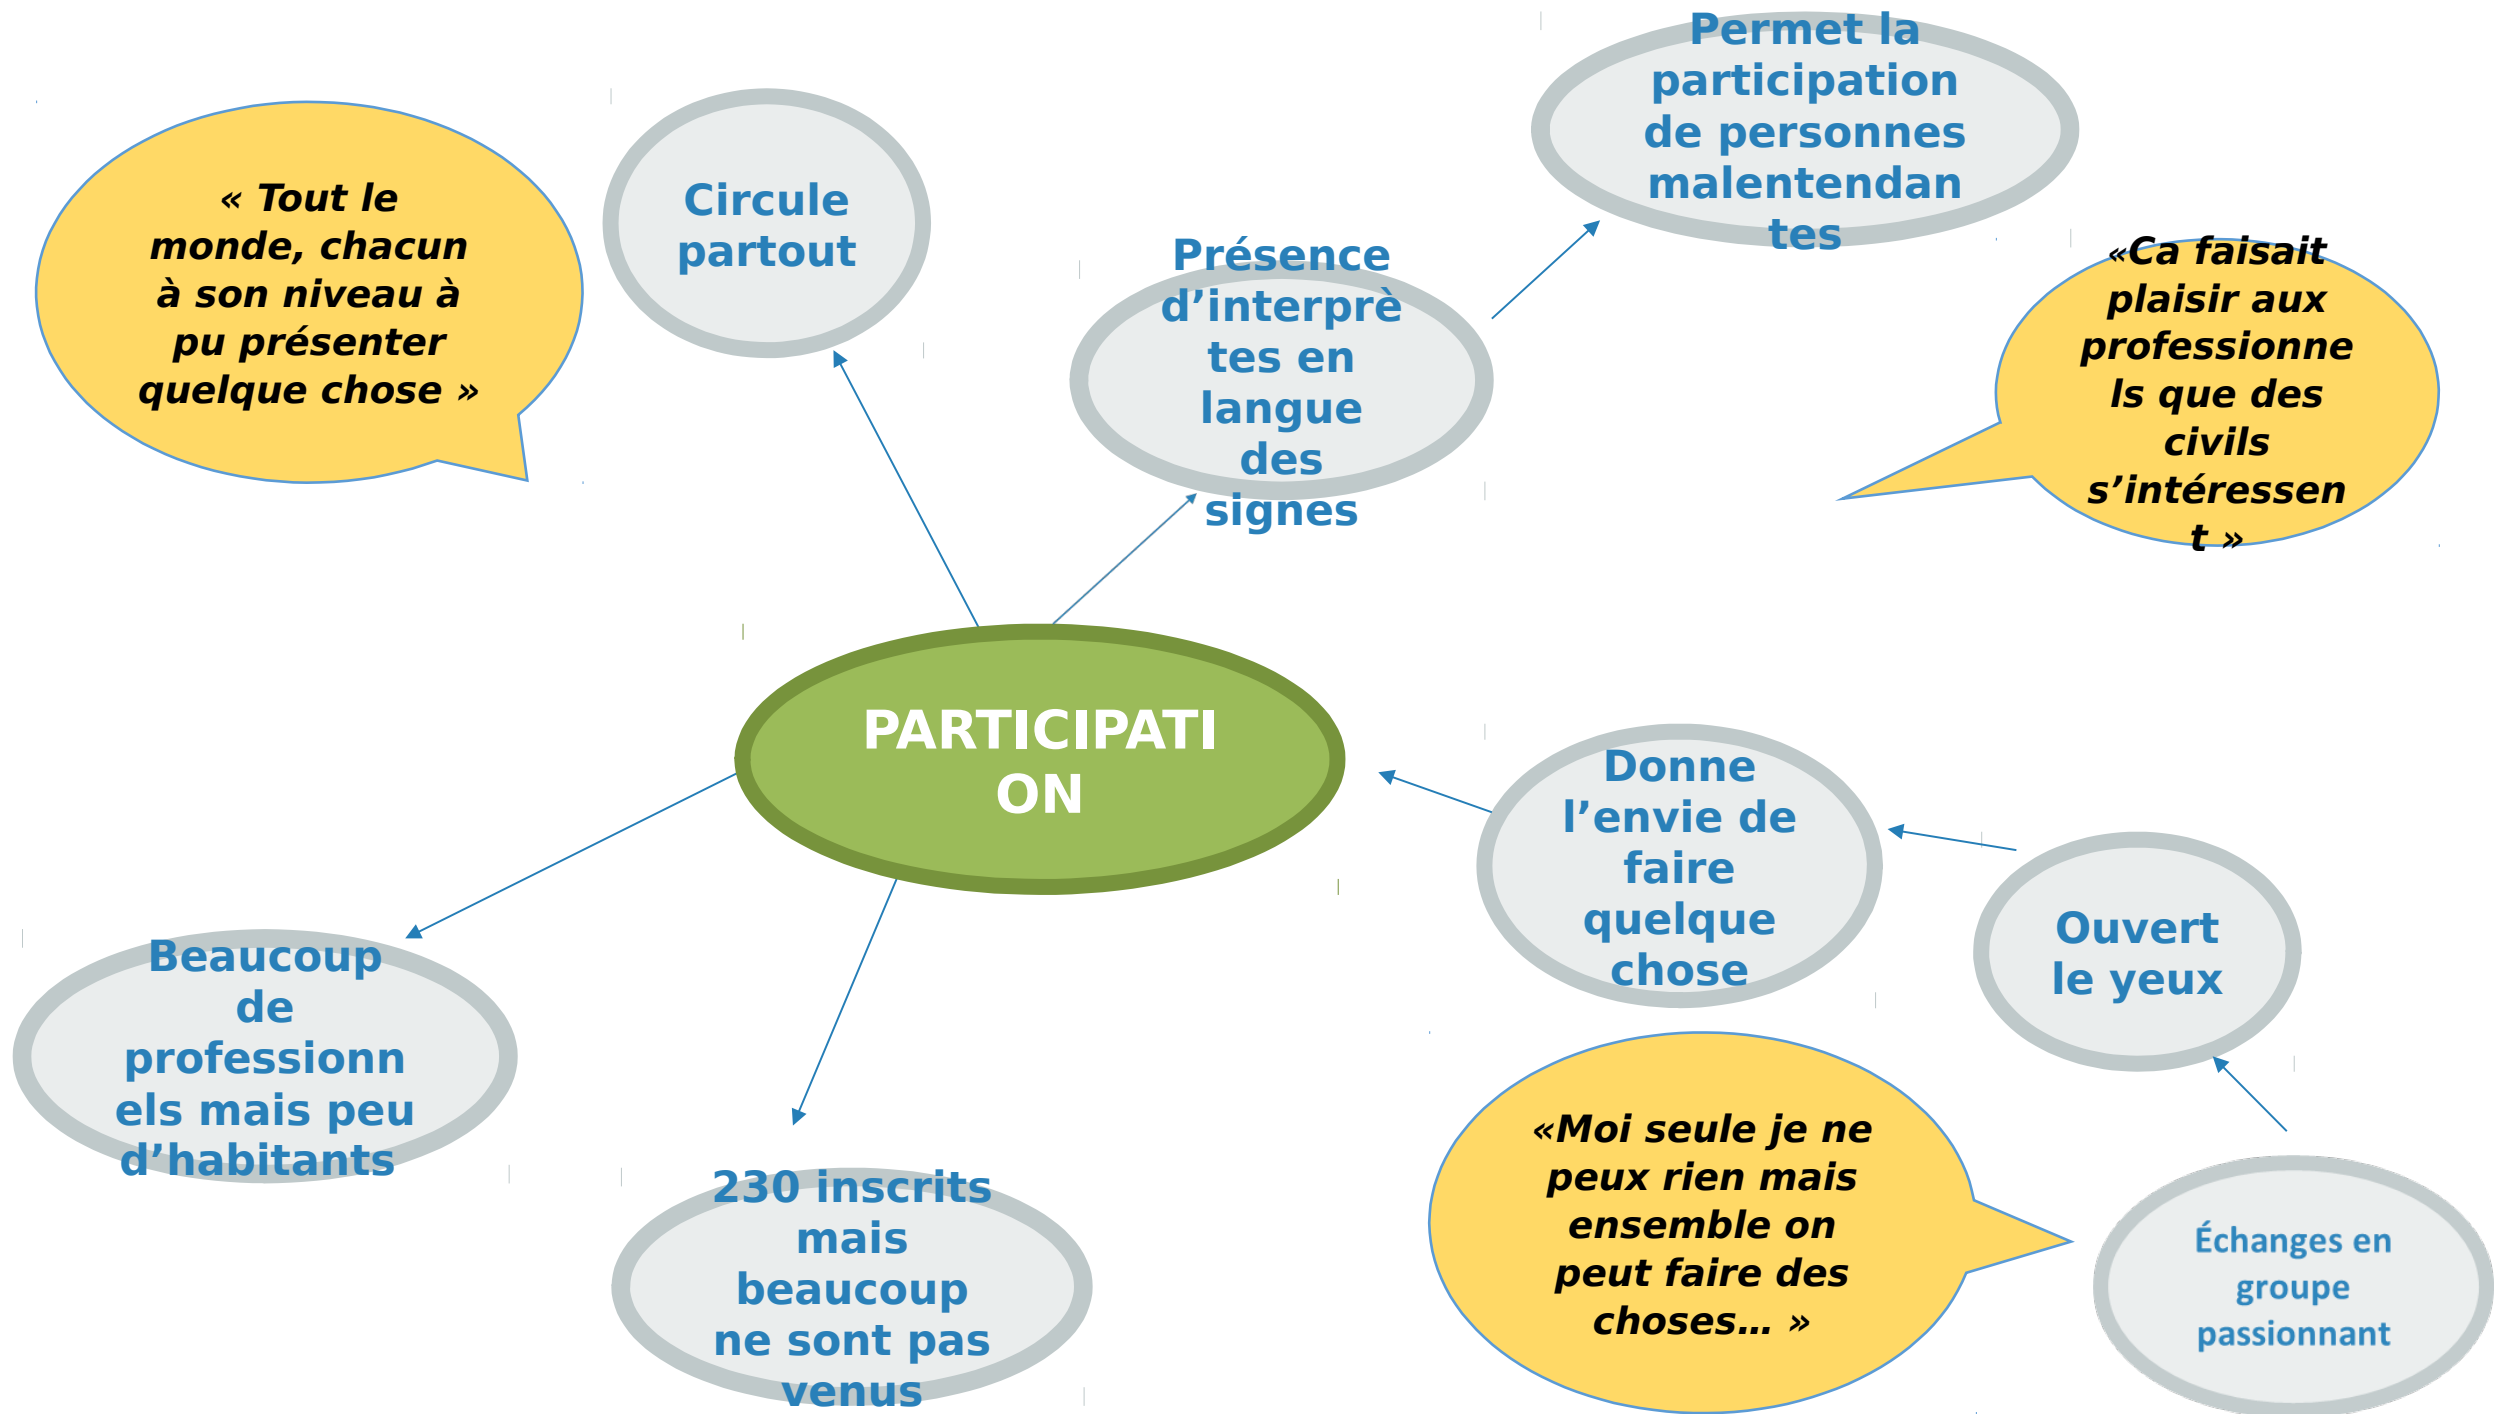 Permet la
participation
de personnes
malentendan
tes
« Tout le
monde, chacun
à son niveau à
pu présenter
quelque chose »
Circule
partout
Présence
d’interprè
tes en
langue
des
signes
«Ca faisait
plaisir aux
professionne
ls que des
civils
s’intéressen
t »
PARTICIPATI
ON
Donne
l’envie de
faire
quelque
chose
Ouvert
le yeux
Beaucoup
de
professionn
els mais peu
d’habitants
230 inscrits
mais
beaucoup
ne sont pas
venus
«Moi seule je ne
peux rien mais
ensemble on
peut faire des
choses... »
Échanges en
groupe
passionnant